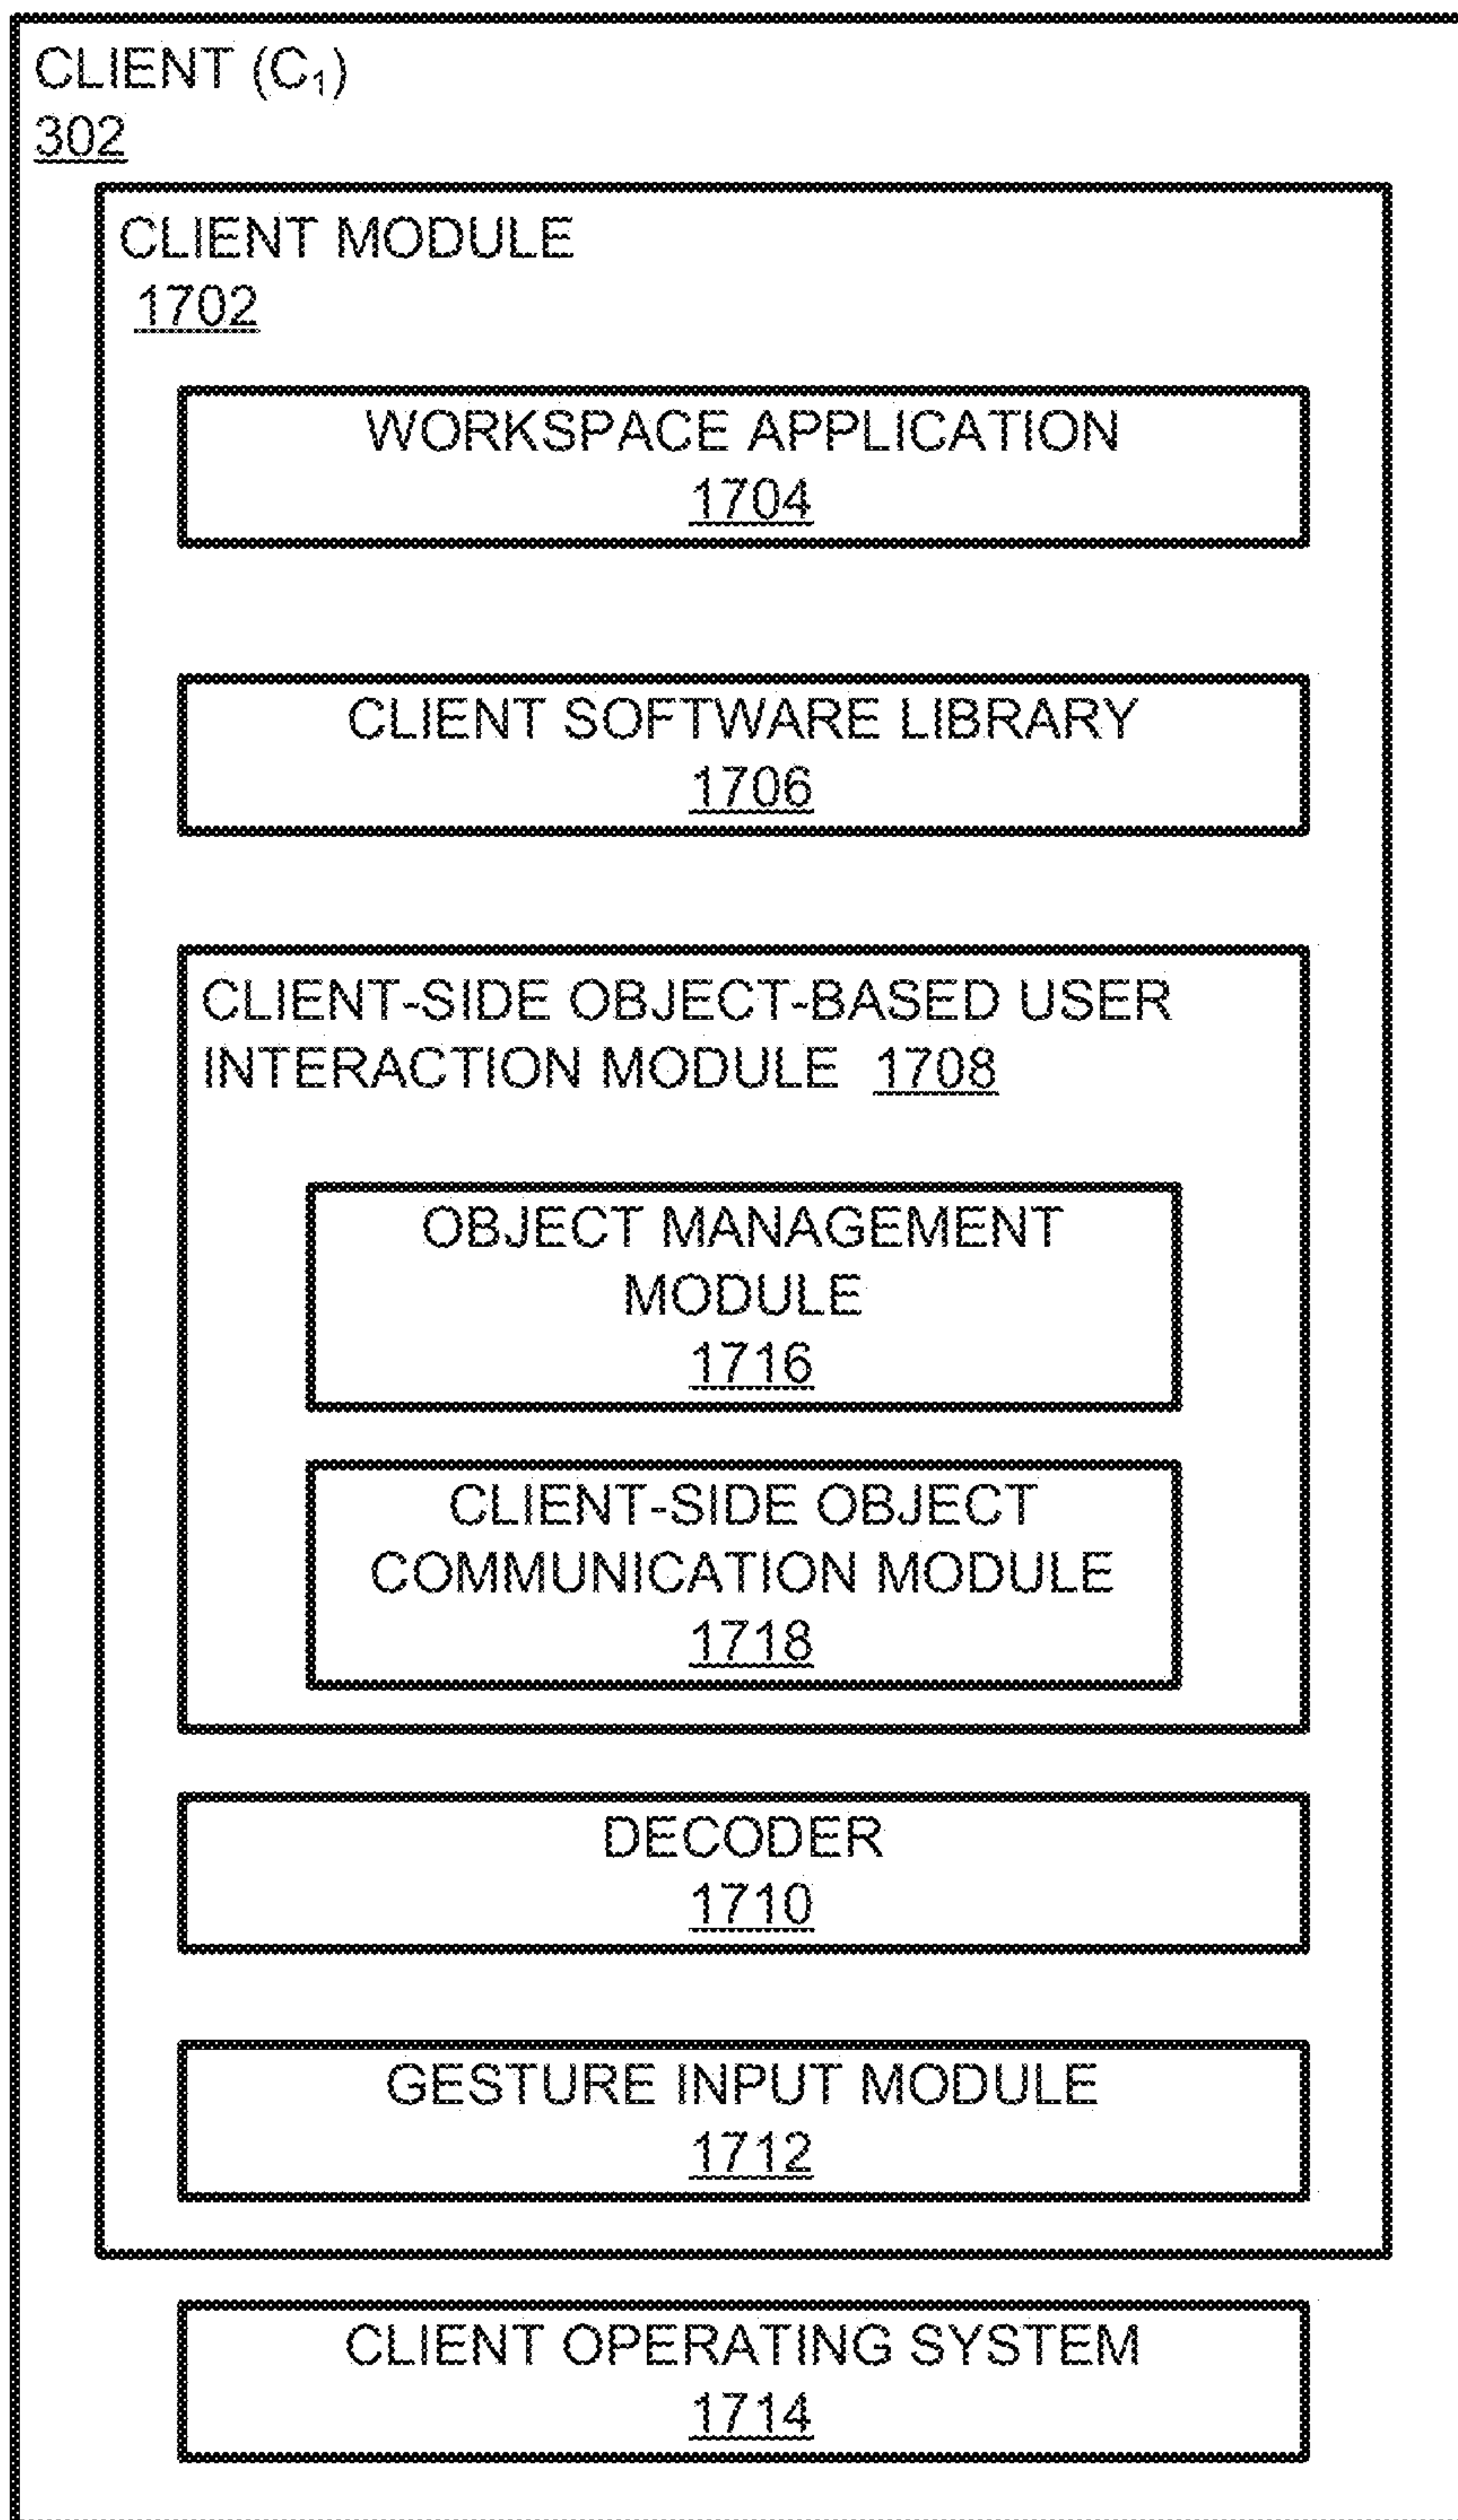 CLIENT (C₁)
302
CLIENT MODULE
1702
WORKSPACE APPLICATION
1704
CLIENT SOFTWARE LIBRARY
1706
CLIENT-SIDE OBJECT-BASED USER
INTERACTION MODULE 1708
OBJECT MANAGEMENT
MODULE
1716
CLIENT-SIDE OBJECT
COMMUNICATION MODULE
1718
DECODER
1710
GESTURE INPUT MODULE
1712
CLIENT OPERATING SYSTEM
1714